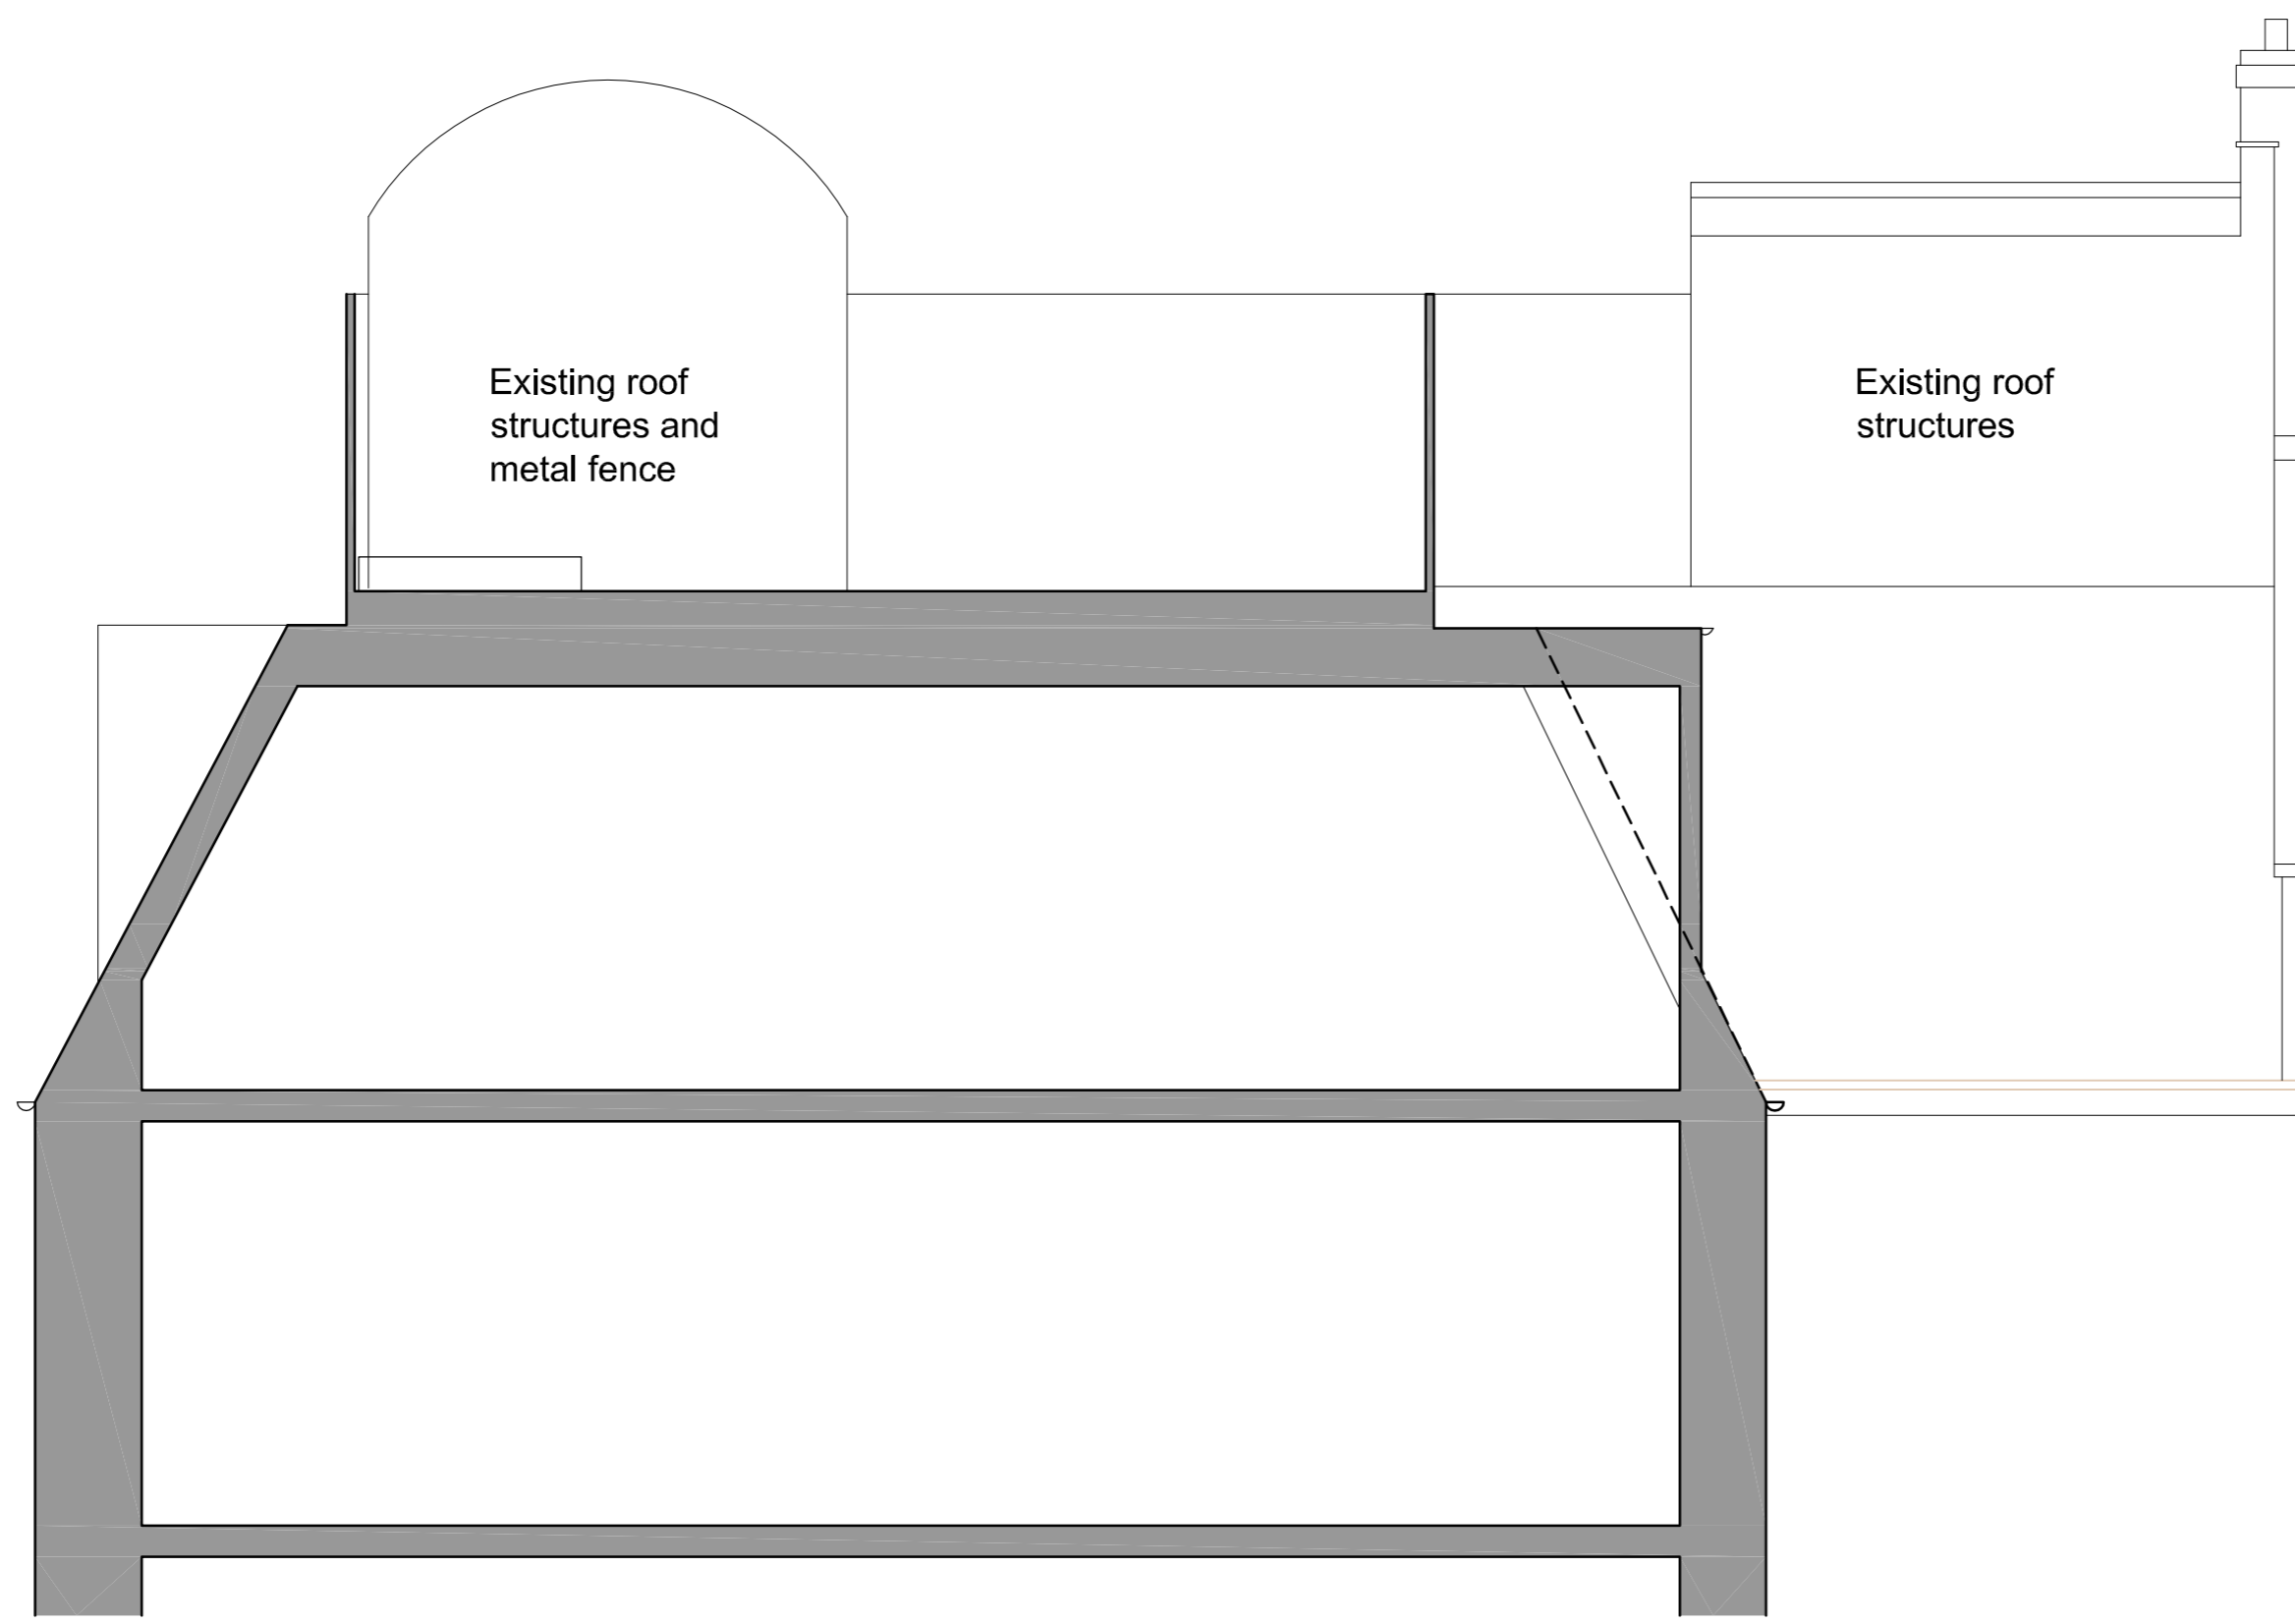 Existing roof
structures and
metal fence
Existing roof
structures